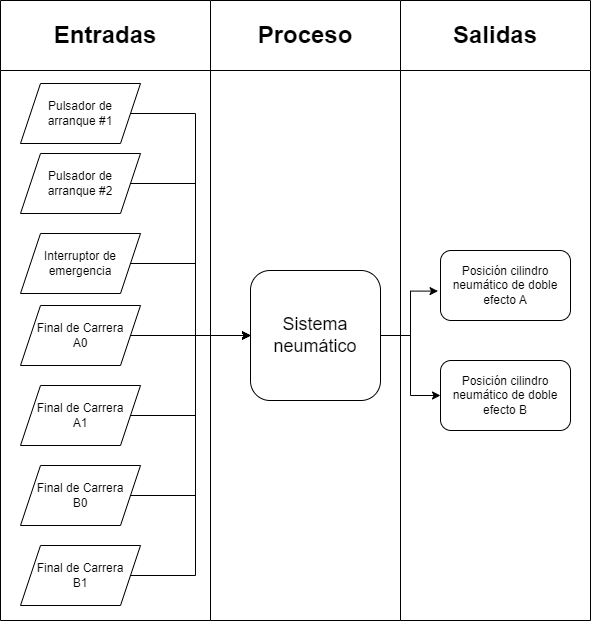 Entradas
Proceso
Salidas
Pulsador de
arranque #1
Pulsador de
arranque #2
Interruptor de
emergencia
Final de Carrera
A0
Final de Carrera
A1
Final de Carrera
B0
Final de Carrera
B1
Sistema
neumático
Posición cilindro
neumático de doble
efecto A
Posición cilindro
neumático de doble
efecto B